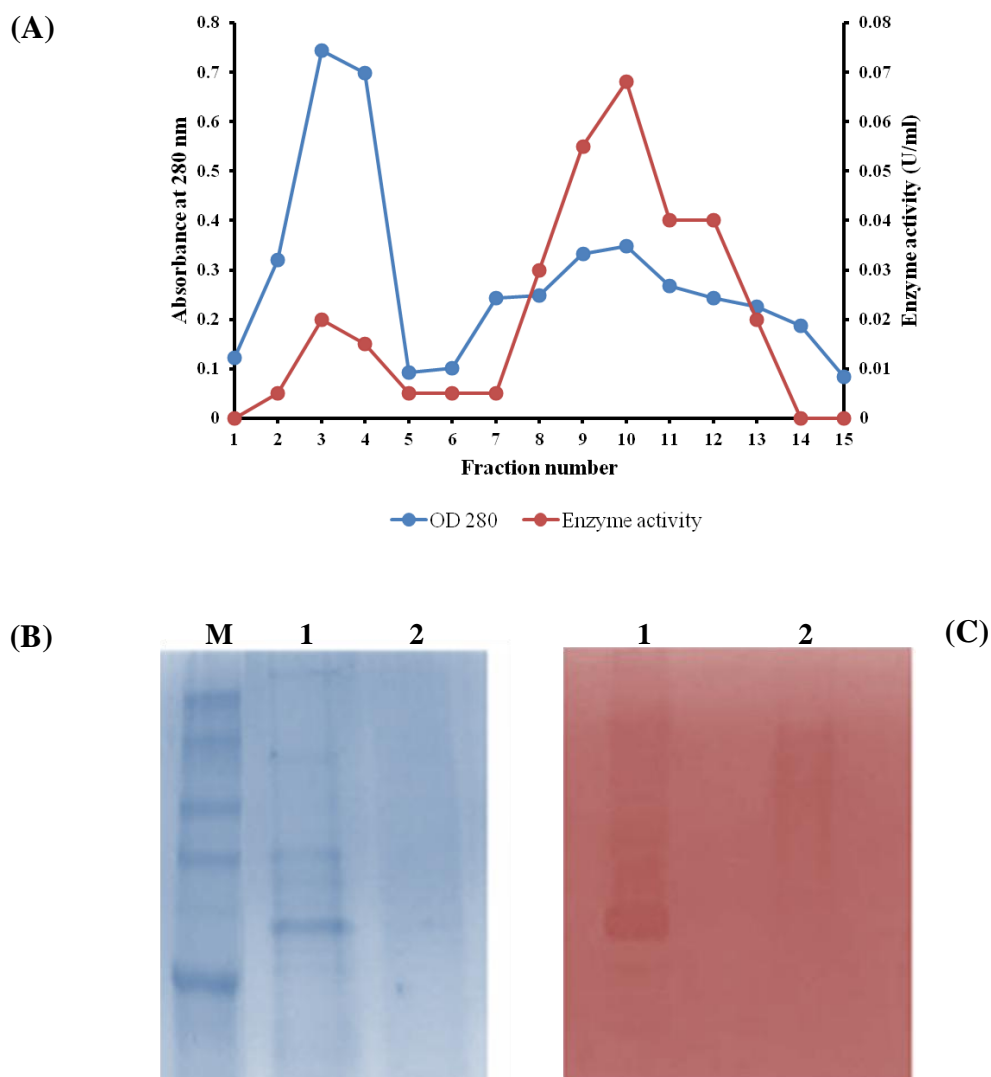 (A)
Absorbance at 280 nm
0.8
0.7
0.6
0.5
0.4
0.3
0.2
0.1
0
0.08
0.07
0.06
0.05
0.04
0.03
0.02
0.01
0
Enzyme activity (U/ml)
1 2 3 4 5 6 7 8 9 10 11 12 13 14 15
Fraction number
OD 280 Enzyme activity
(B)
M 1 2
1 2
(C)